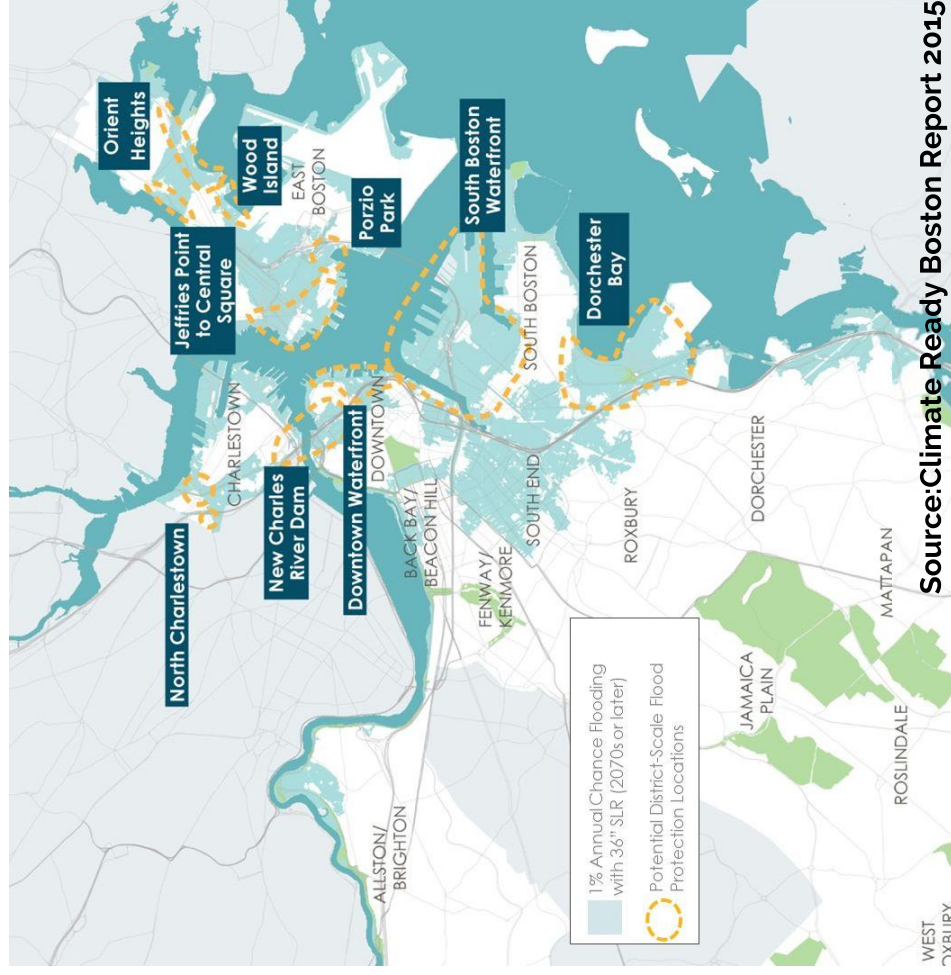 Orient
Heights
Wood
Island
EAST
BOSTON
Jeffries Point
to Central
Square
Porzio
Park
South Boston
Waterfront
SOUTH BOSTON
Dorchester
Bay
North Charlestown
CHARLESTOWN
New Charles
River Dam
Downtown Waterfront
DOWNTOWN
BACK BAY/
BEACON HILL
FENWAY/
KENMORE
SOUTH END
ROXBURY
DORCHESTER
MATTAPAN
JAMAICA
PLAIN
ROSLINDALE
ALLSTON/
BRIGHTON
WEST
OXBURY
1% Annual Chance Flooding
with 36" SLR (2070s or later)
Potential District-Scale Flood
Protection Locations
Source:Climate Ready Boston Report 2015